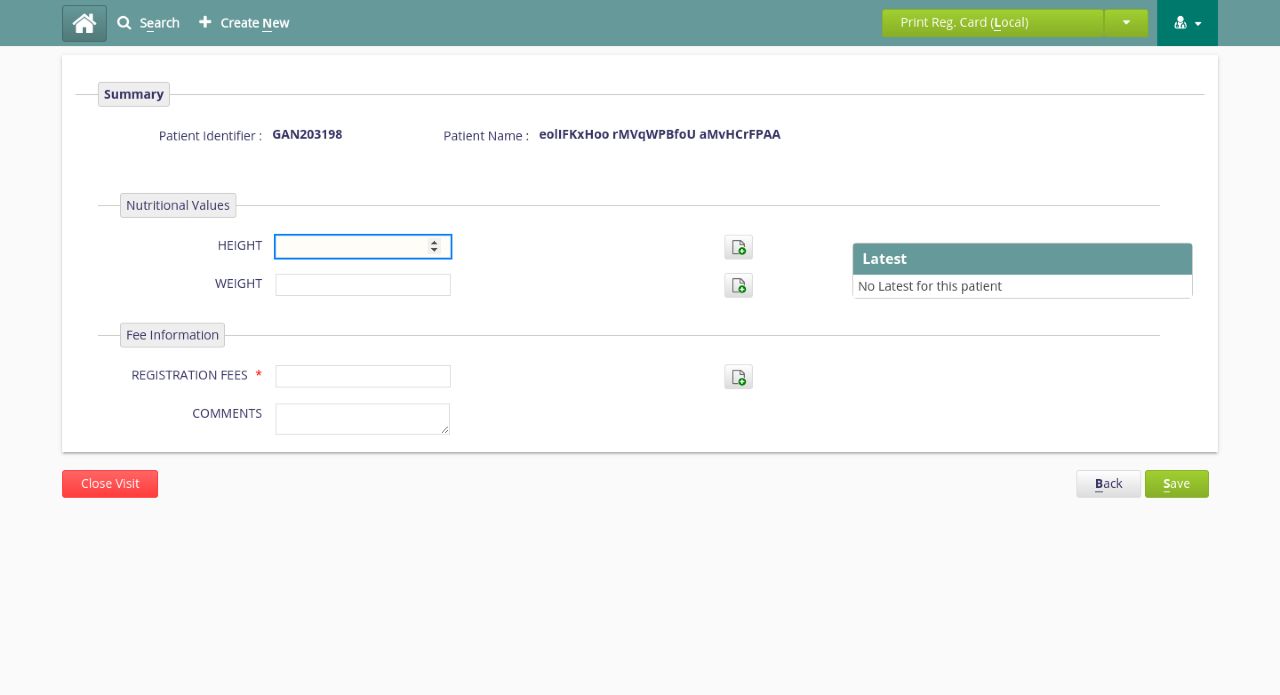 Search
Create New
Print Reg. Card (Local)
Summary
Patient Identifier : GAN203198
Patient Name : eolIFKxHoo rMVqWPBfoU aMvHCrFPAA
Nutritional Values
HEIGHT
WEIGHT
Latest
No Latest for this patient
Fee Information
REGISTRATION FEES *
COMMENTS
Close Visit
Back
Save